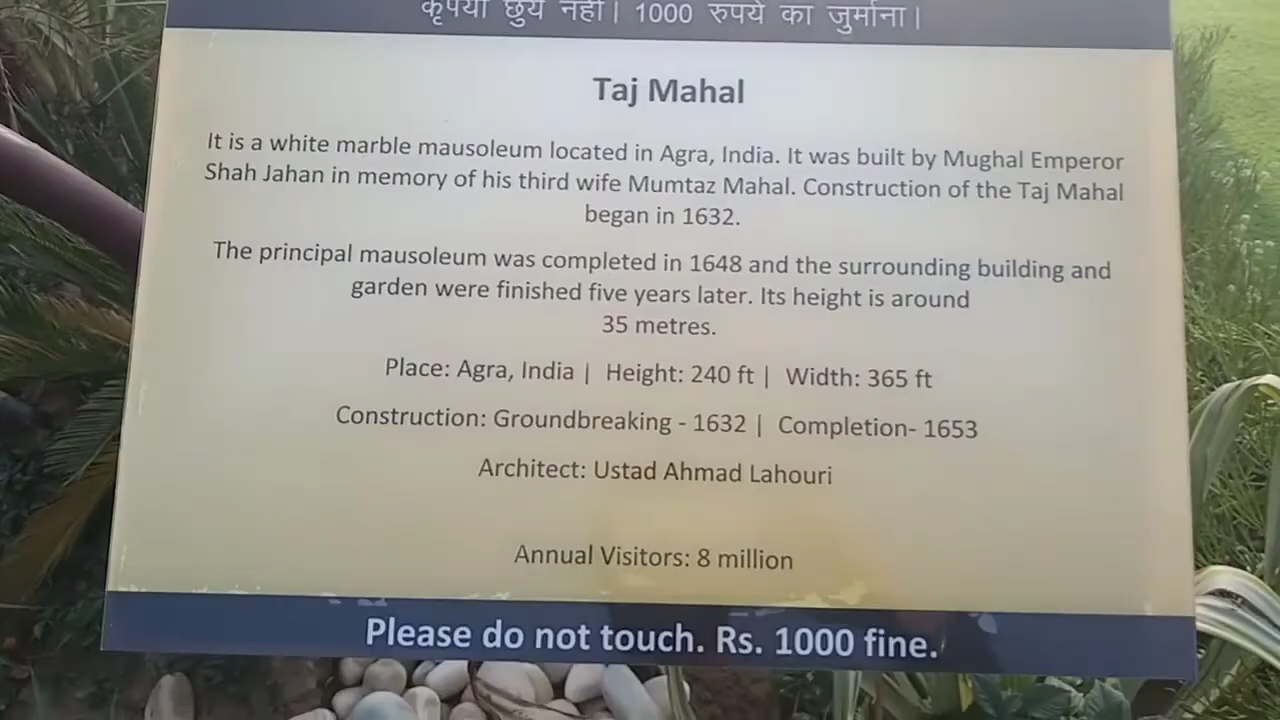 कृपया छुयें नहीं। 1000 रुपये का जुर्माना।
Taj Mahal
It is a white marble mausoleum located in Agra, India. It was built by Mughal Emperor
Shah Jahan in memory of his third wife Mumtaz Mahal. Construction of the Taj Mahal
began in 1632.
The principal mausoleum was completed in 1648 and the surrounding building and
garden were finished five years later. Its height is around
35 metres.
Place: Agra, India | Height: 240 ft | Width: 365 ft
Construction: Groundbreaking - 1632 | Completion- 1653
Architect: Ustad Ahmad Lahouri
Annual Visitors: 8 million
Please do not touch. Rs. 1000 fine.